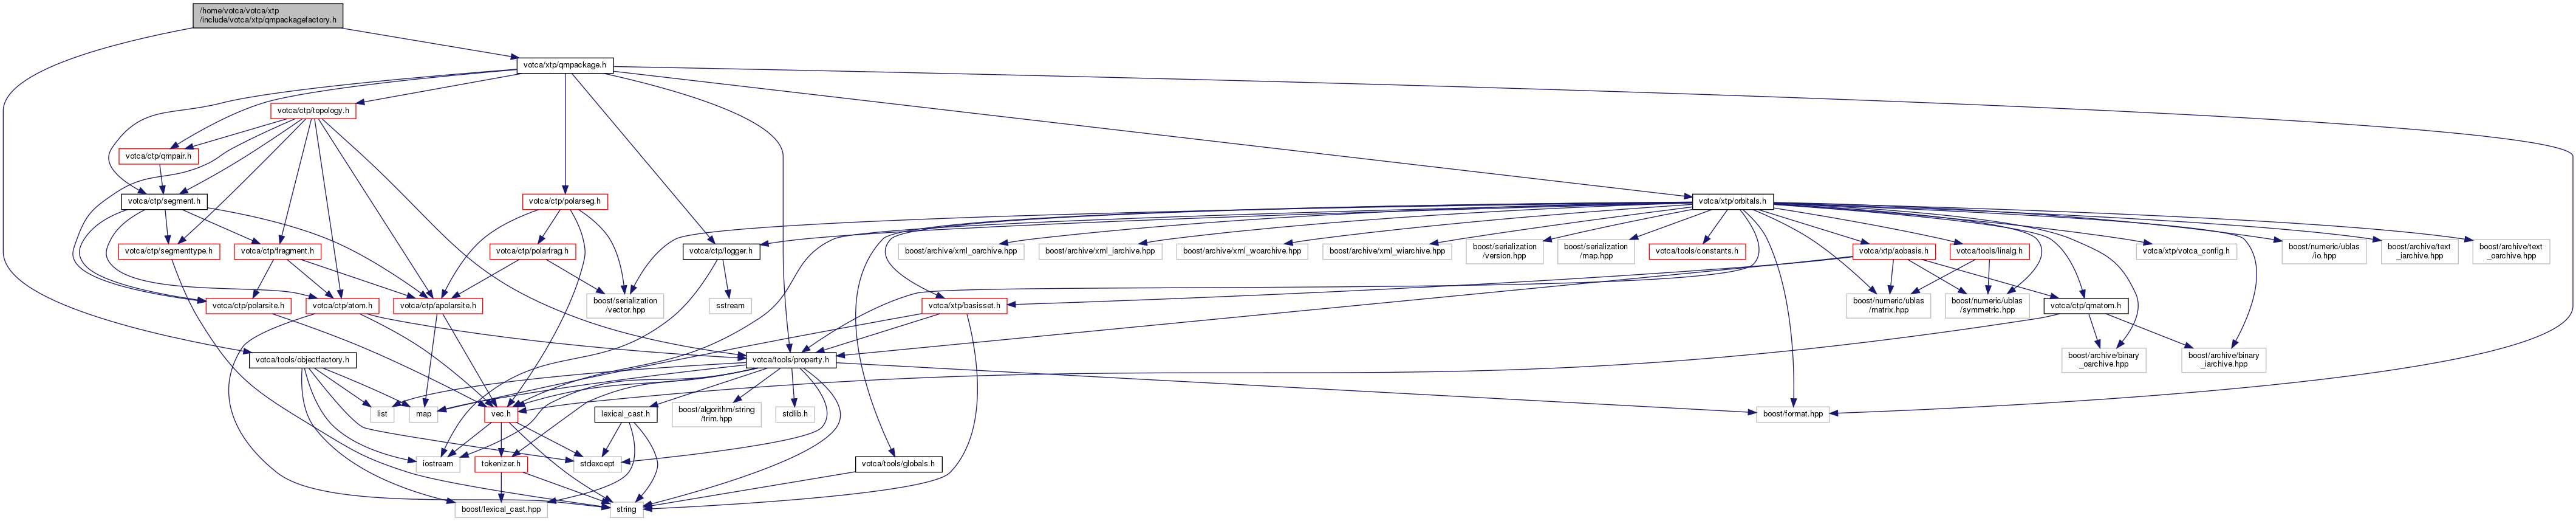 /home/votca/votca/xtp
/include/votca/xtp/qmpackagefactory.h
votca/xtp/qmpackage.h
votca/ctp/topology.h
votca/ctp/qmpair.h
votca/ctp/segment.h
votca/ctp/polarseg.h
votca/xtp/orbitals.h
votca/ctp/segmenttype.h
votca/ctp/fragment.h
votca/ctp/polarfrag.h
votca/ctp/logger.h
boost/archive/xml_oarchive.hpp
boost/archive/xml_iarchive.hpp
boost/archive/xml_woarchive.hpp
boost/archive/xml_wiarchive.hpp
boost/serialization
/version.hpp
boost/serialization
/map.hpp
votca/tools/constants.h
votca/xtp/aobasis.h
votca/tools/linalg.h
votca/xtp/votca_config.h
boost/numeric/ublas
/io.hpp
boost/archive/text
_iarchive.hpp
boost/archive/text
_oarchive.hpp
votca/ctp/polarsite.h
votca/ctp/atom.h
votca/ctp/apolarsite.h
boost/serialization
/vector.hpp
sstream
votca/xtp/basisset.h
boost/numeric/ublas
/matrix.hpp
boost/numeric/ublas
/symmetric.hpp
votca/ctp/qmatom.h
votca/tools/objectfactory.h
votca/tools/property.h
boost/archive/binary
_oarchive.hpp
boost/archive/binary
_iarchive.hpp
list
map
vec.h
lexical_cast.h
boost/algorithm/string
/trim.hpp
stdlib.h
boost/format.hpp
iostream
tokenizer.h
stdexcept
votca/tools/globals.h
boost/lexical_cast.hpp
string